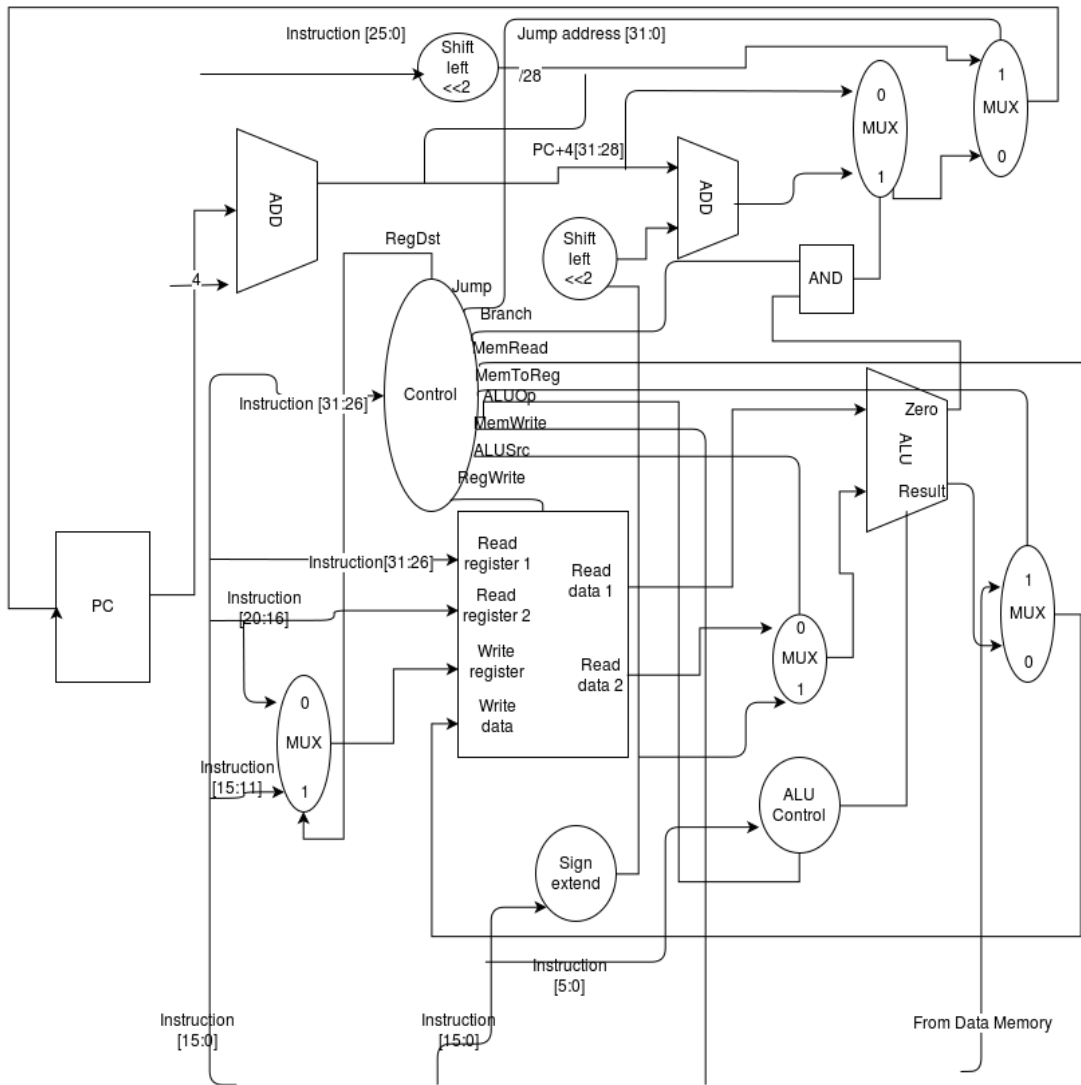 Instruction [25:0]
Jump address [31:0]
Shift
left
<<2
/28
1
MUX
0
0
MUX
1
PC+4[31:28]
ADD
ADD
4
RegDst
Shift
left
<<2
AND
Jump
Branch
MemRead
MemToReg
ALUOp
MemWrite
ALUSrc
RegWrite
Control
Instruction [31:26]
Zero
ALU
Result
PC
Instruction[31:26]
Read
register 1
Read
data 1
Instruction
[20:16]
Read
register 2
Write
register
Read
data 2
Write
data
0
MUX
1
1
MUX
0
0
MUX
1
Instruction
[15:11]
ALU
Control
Sign
extend
Instruction
[5:0]
Instruction
[15:0]
Instruction
[15:0]
From Data Memory